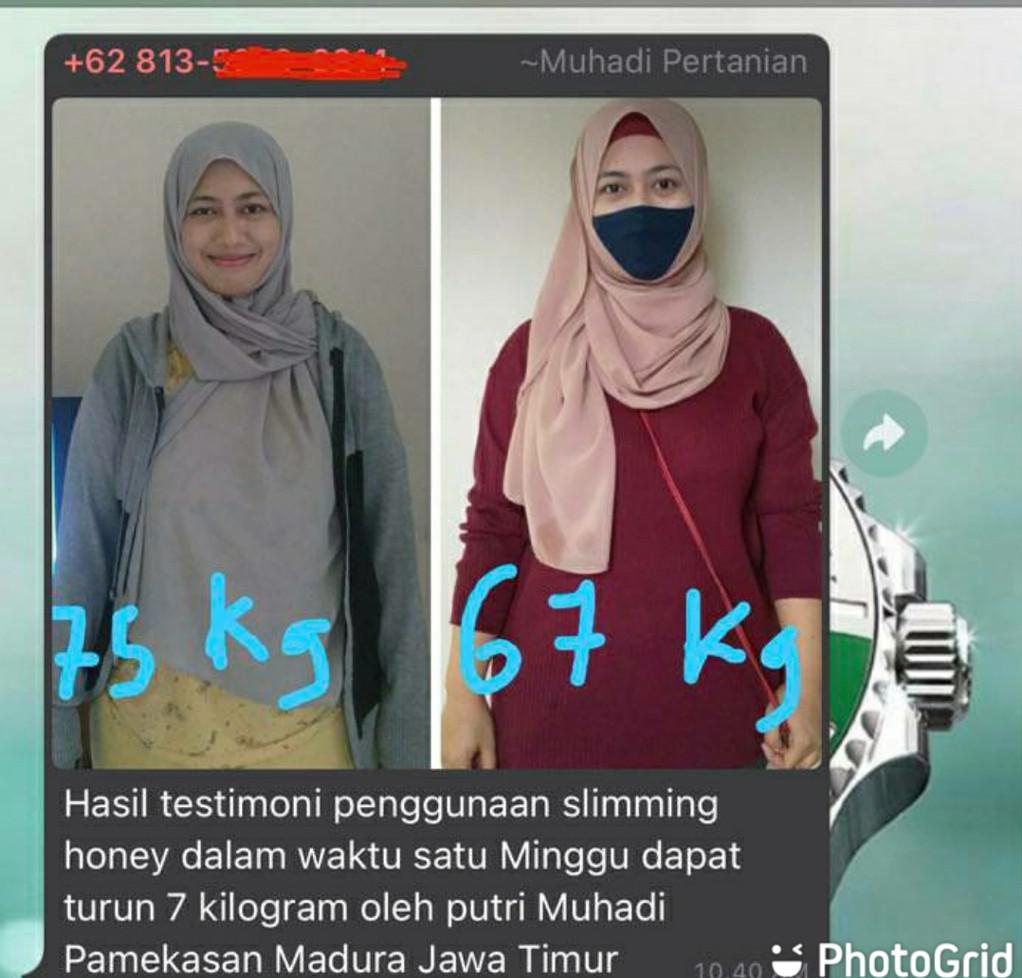 +62 813-
~Muhadi Pertanian
75 kg
67 kg
Hasil testimoni penggunaan slimming
honey dalam waktu satu Minggu dapat
turun 7 kilogram oleh putri Muhadi
Pamekasan Madura Jawa Timur
10.40
PhotoGrid